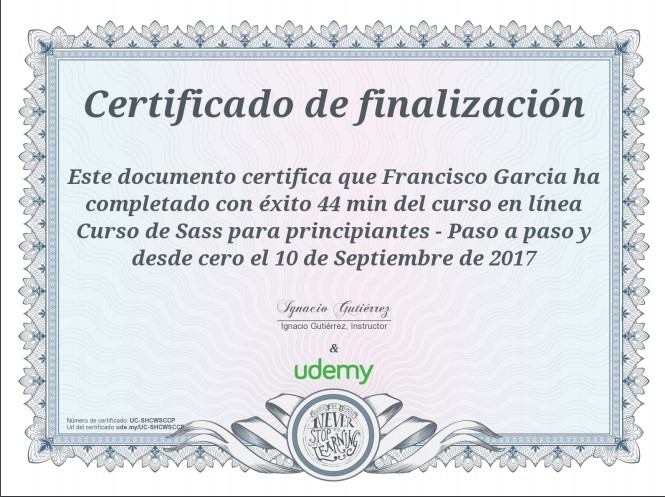 Certificado de finalización
Este documento certifica que Francisco Garcia ha
completado con éxito 44 min del curso en línea
Curso de Sass para principiantes - Paso a paso y
desde cero el 10 de Septiembre de 2017
Ignacio Gutiérrez
Ignacio Gutiérrez, Instructor
&
udemy
Número de certificado: UC-SHCWSCCP
Url del certificado ude.my/UC-SHCWSCCP
NEVER
STOP
LEARNING